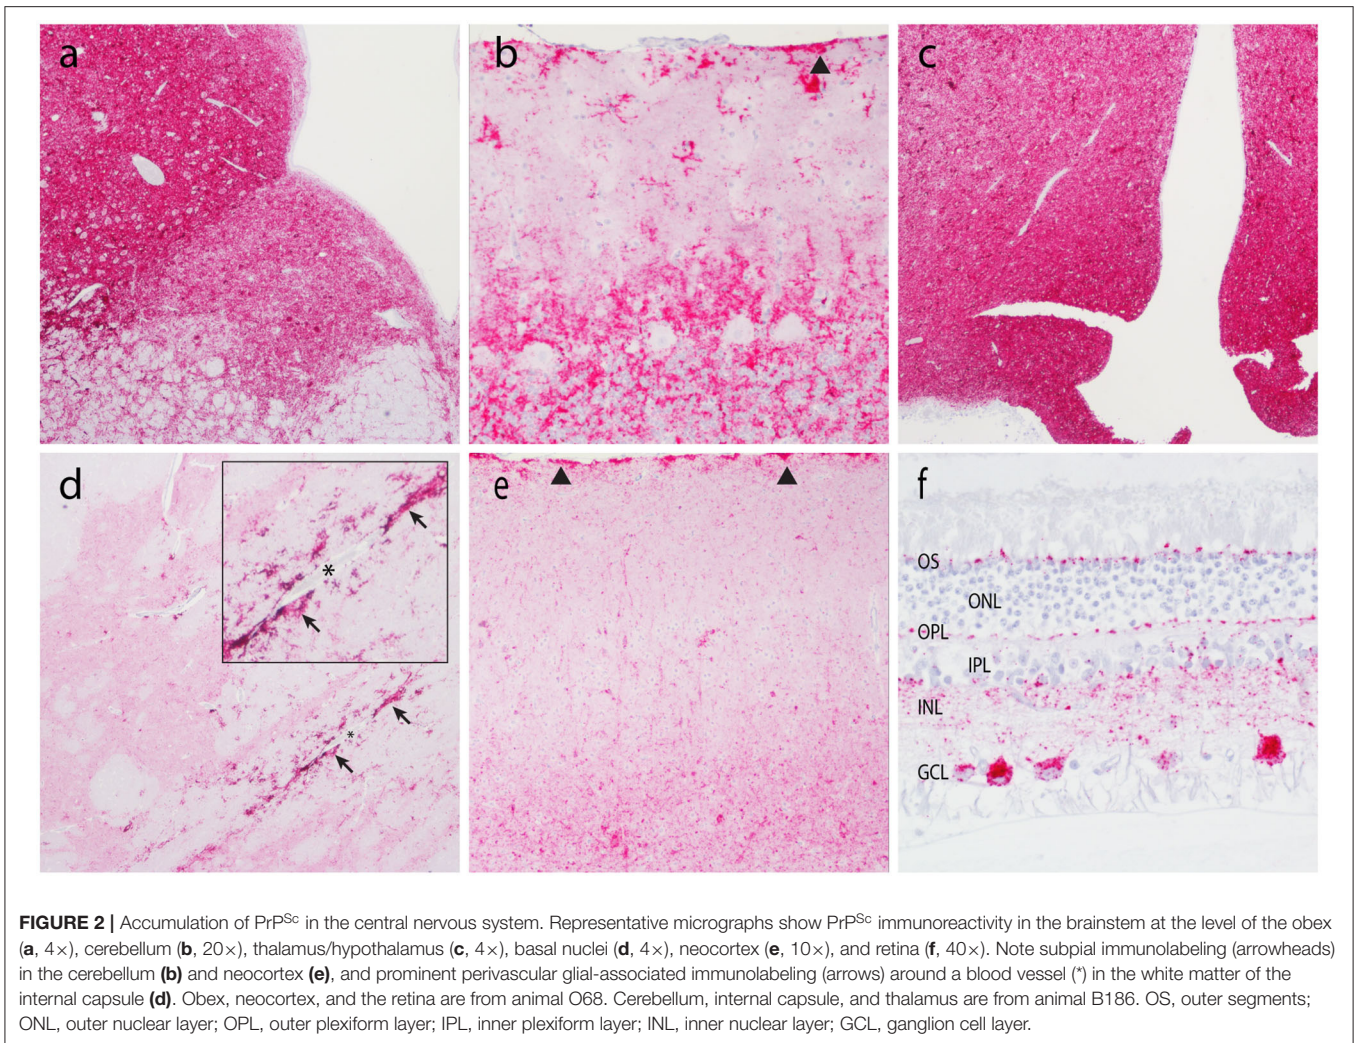 a
b
c
d
*
*
e
f
OS
ONL
OPL
IPL
INL
GCL
FIGURE 2 | Accumulation of PrPSc in the central nervous system. Representative micrographs show PrPSc immunoreactivity in the brainstem at the level of the obex
(a, 4×), cerebellum (b, 20×), thalamus/hypothalamus (c, 4×), basal nuclei (d, 4×), neocortex (e, 10×), and retina (f, 40×). Note subpial immunolabeling (arrowheads)
in the cerebellum (b) and neocortex (e), and prominent perivascular glial-associated immunolabeling (arrows) around a blood vessel (*) in the white matter of the
internal capsule (d). Obex, neocortex, and the retina are from animal O68. Cerebellum, internal capsule, and thalamus are from animal B186. OS, outer segments;
ONL, outer nuclear layer; OPL, outer plexiform layer; IPL, inner plexiform layer; INL, inner nuclear layer; GCL, ganglion cell layer.